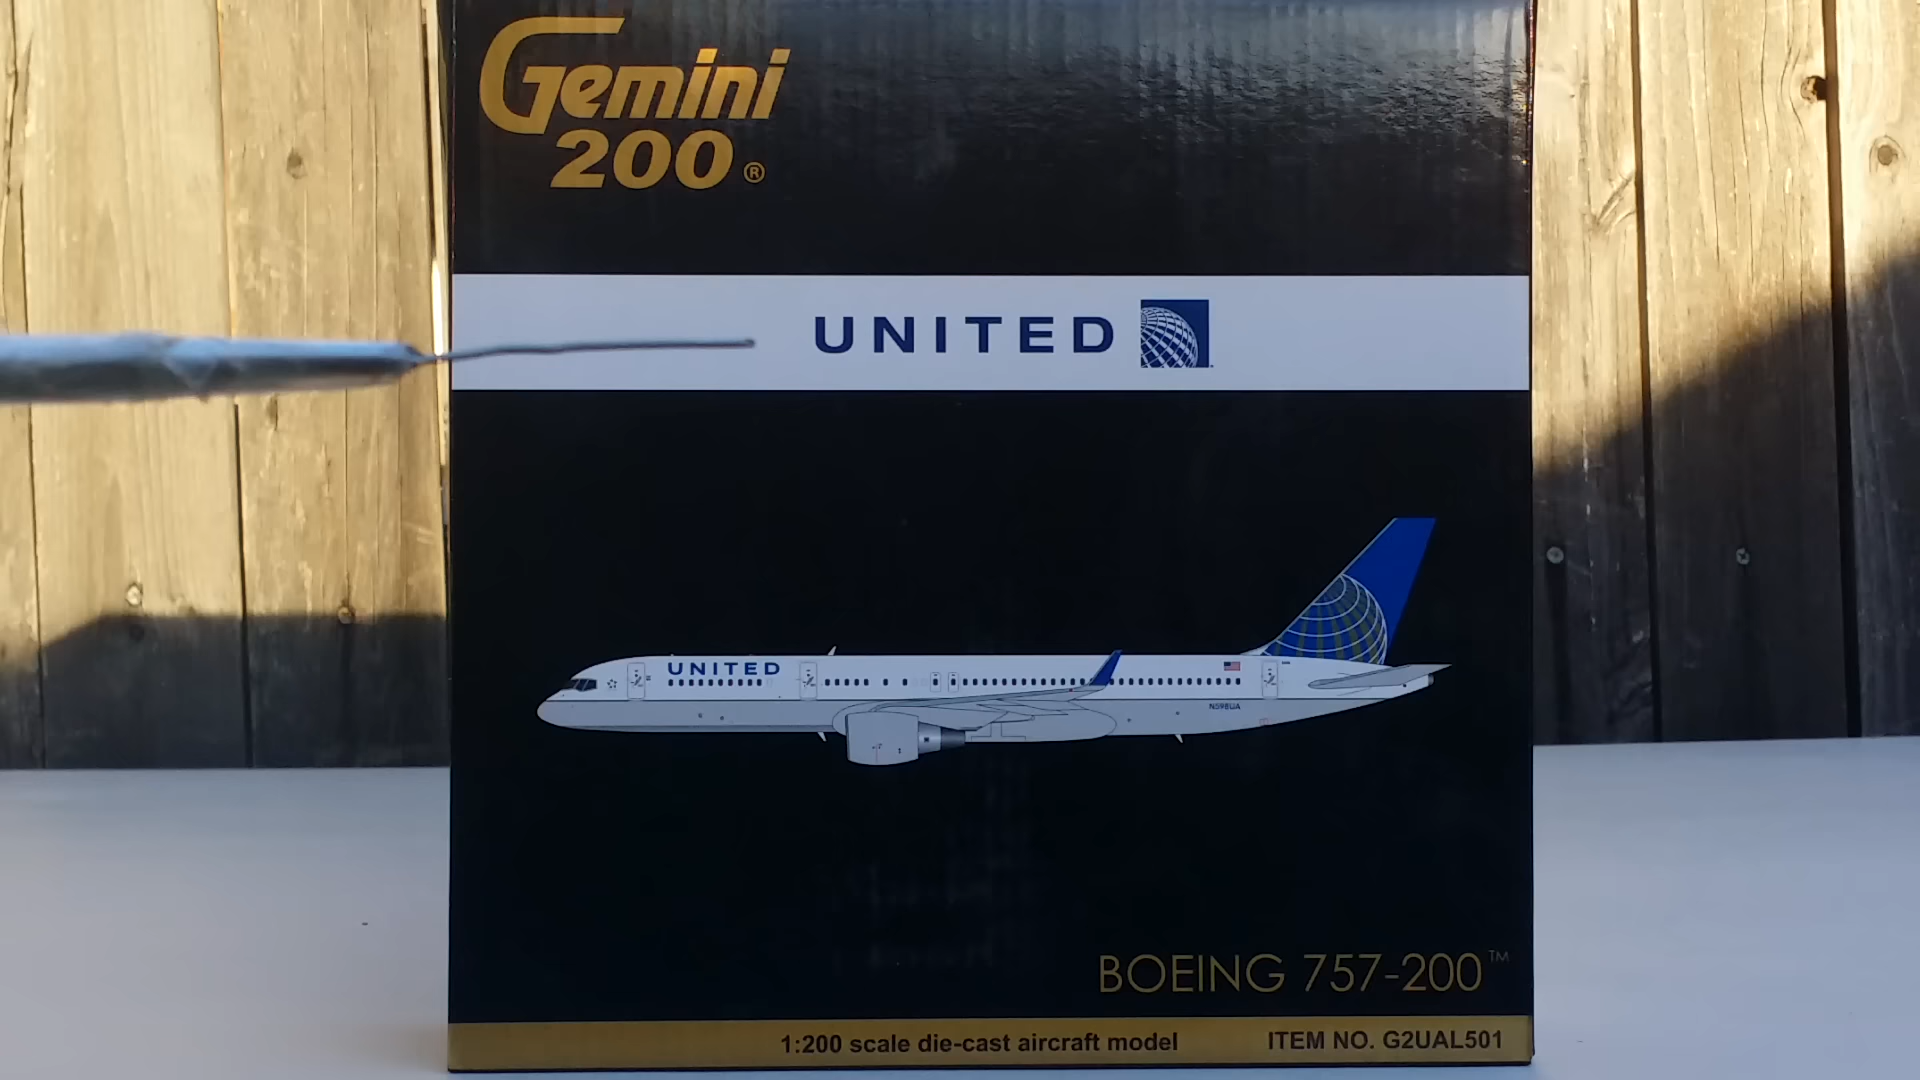 Gemini
200®
UNITED
UNITED
N598UA
BOEING 757-200™
1:200 scale die-cast aircraft model ITEM NO. G2UAL501